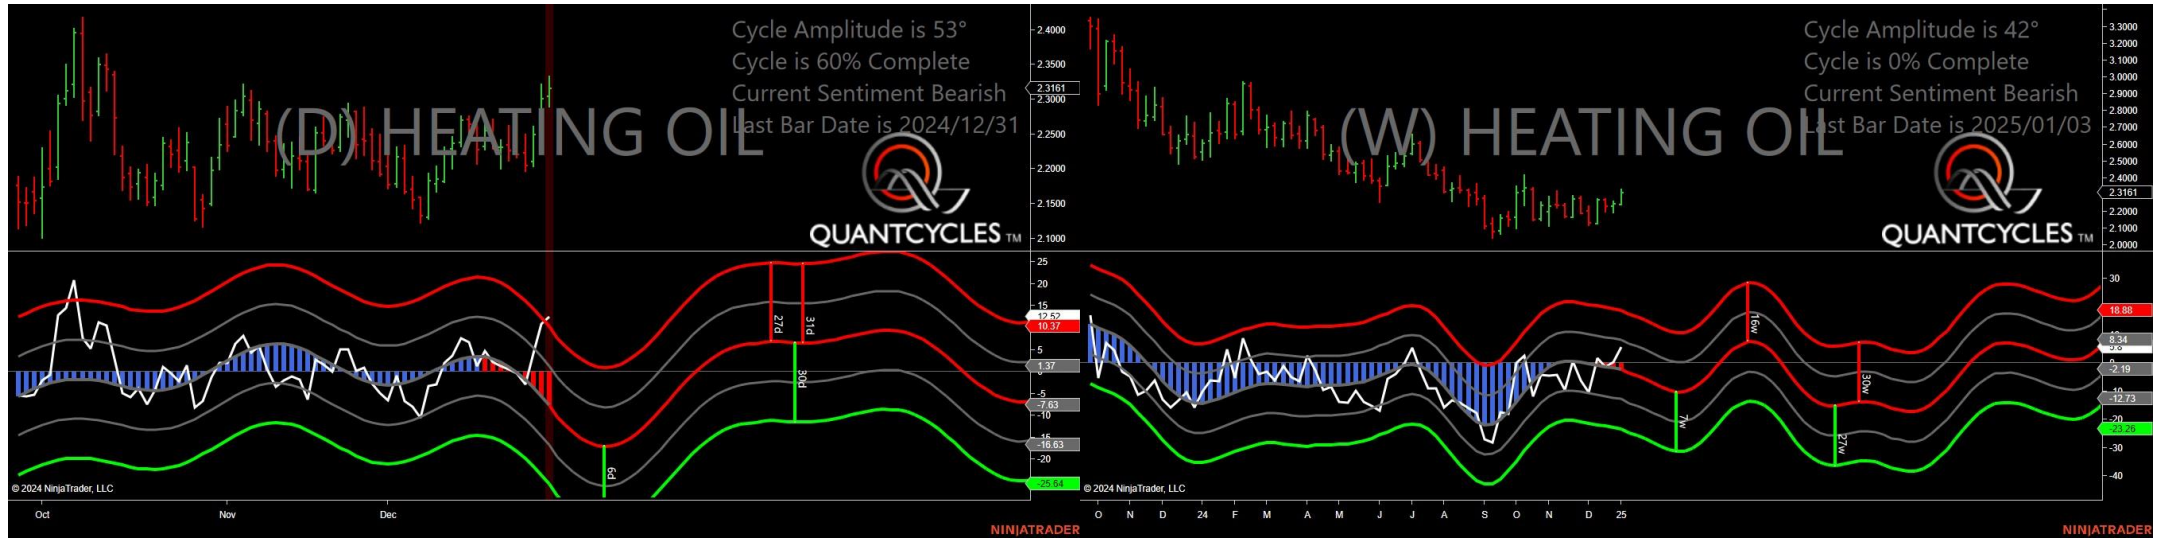 Cycle Amplitude is 53°
Cycle is 60% Complete
Current Sentiment Bearish
Last Bar Date is 2024/12/31
(D) HEATING OIL
QUANTCYCLES TM
2.4000
2.3500
2.3161
2.3000
2.2500
2.2000
2.1500
2.1000
25
20
15
12.52
10.37
5
1.37
-5
-7.63
-10
-15
-16.63
-20
-25.64
27d
31d
30d
6d
© 2024 NinjaTrader, LLC
Oct
Nov
Dec
NINJATRADER
Cycle Amplitude is 42°
Cycle is 0% Complete
Current Sentiment Bearish
Last Bar Date is 2025/01/03
(W) HEATING OIL
QUANTCYCLES TM
3.3000
3.2000
3.1000
3.0000
2.9000
2.8000
2.7000
2.6000
2.5000
2.4000
2.3161
2.2000
2.1000
2.0000
30
18.88
8.34
-2.19
-10
-12.73
-20
-23.26
-30
-40
16w
30w
7w
27w
© 2024 NinjaTrader, LLC
O N D 24 F M A M J J A S O N D 25
NINJATRADER